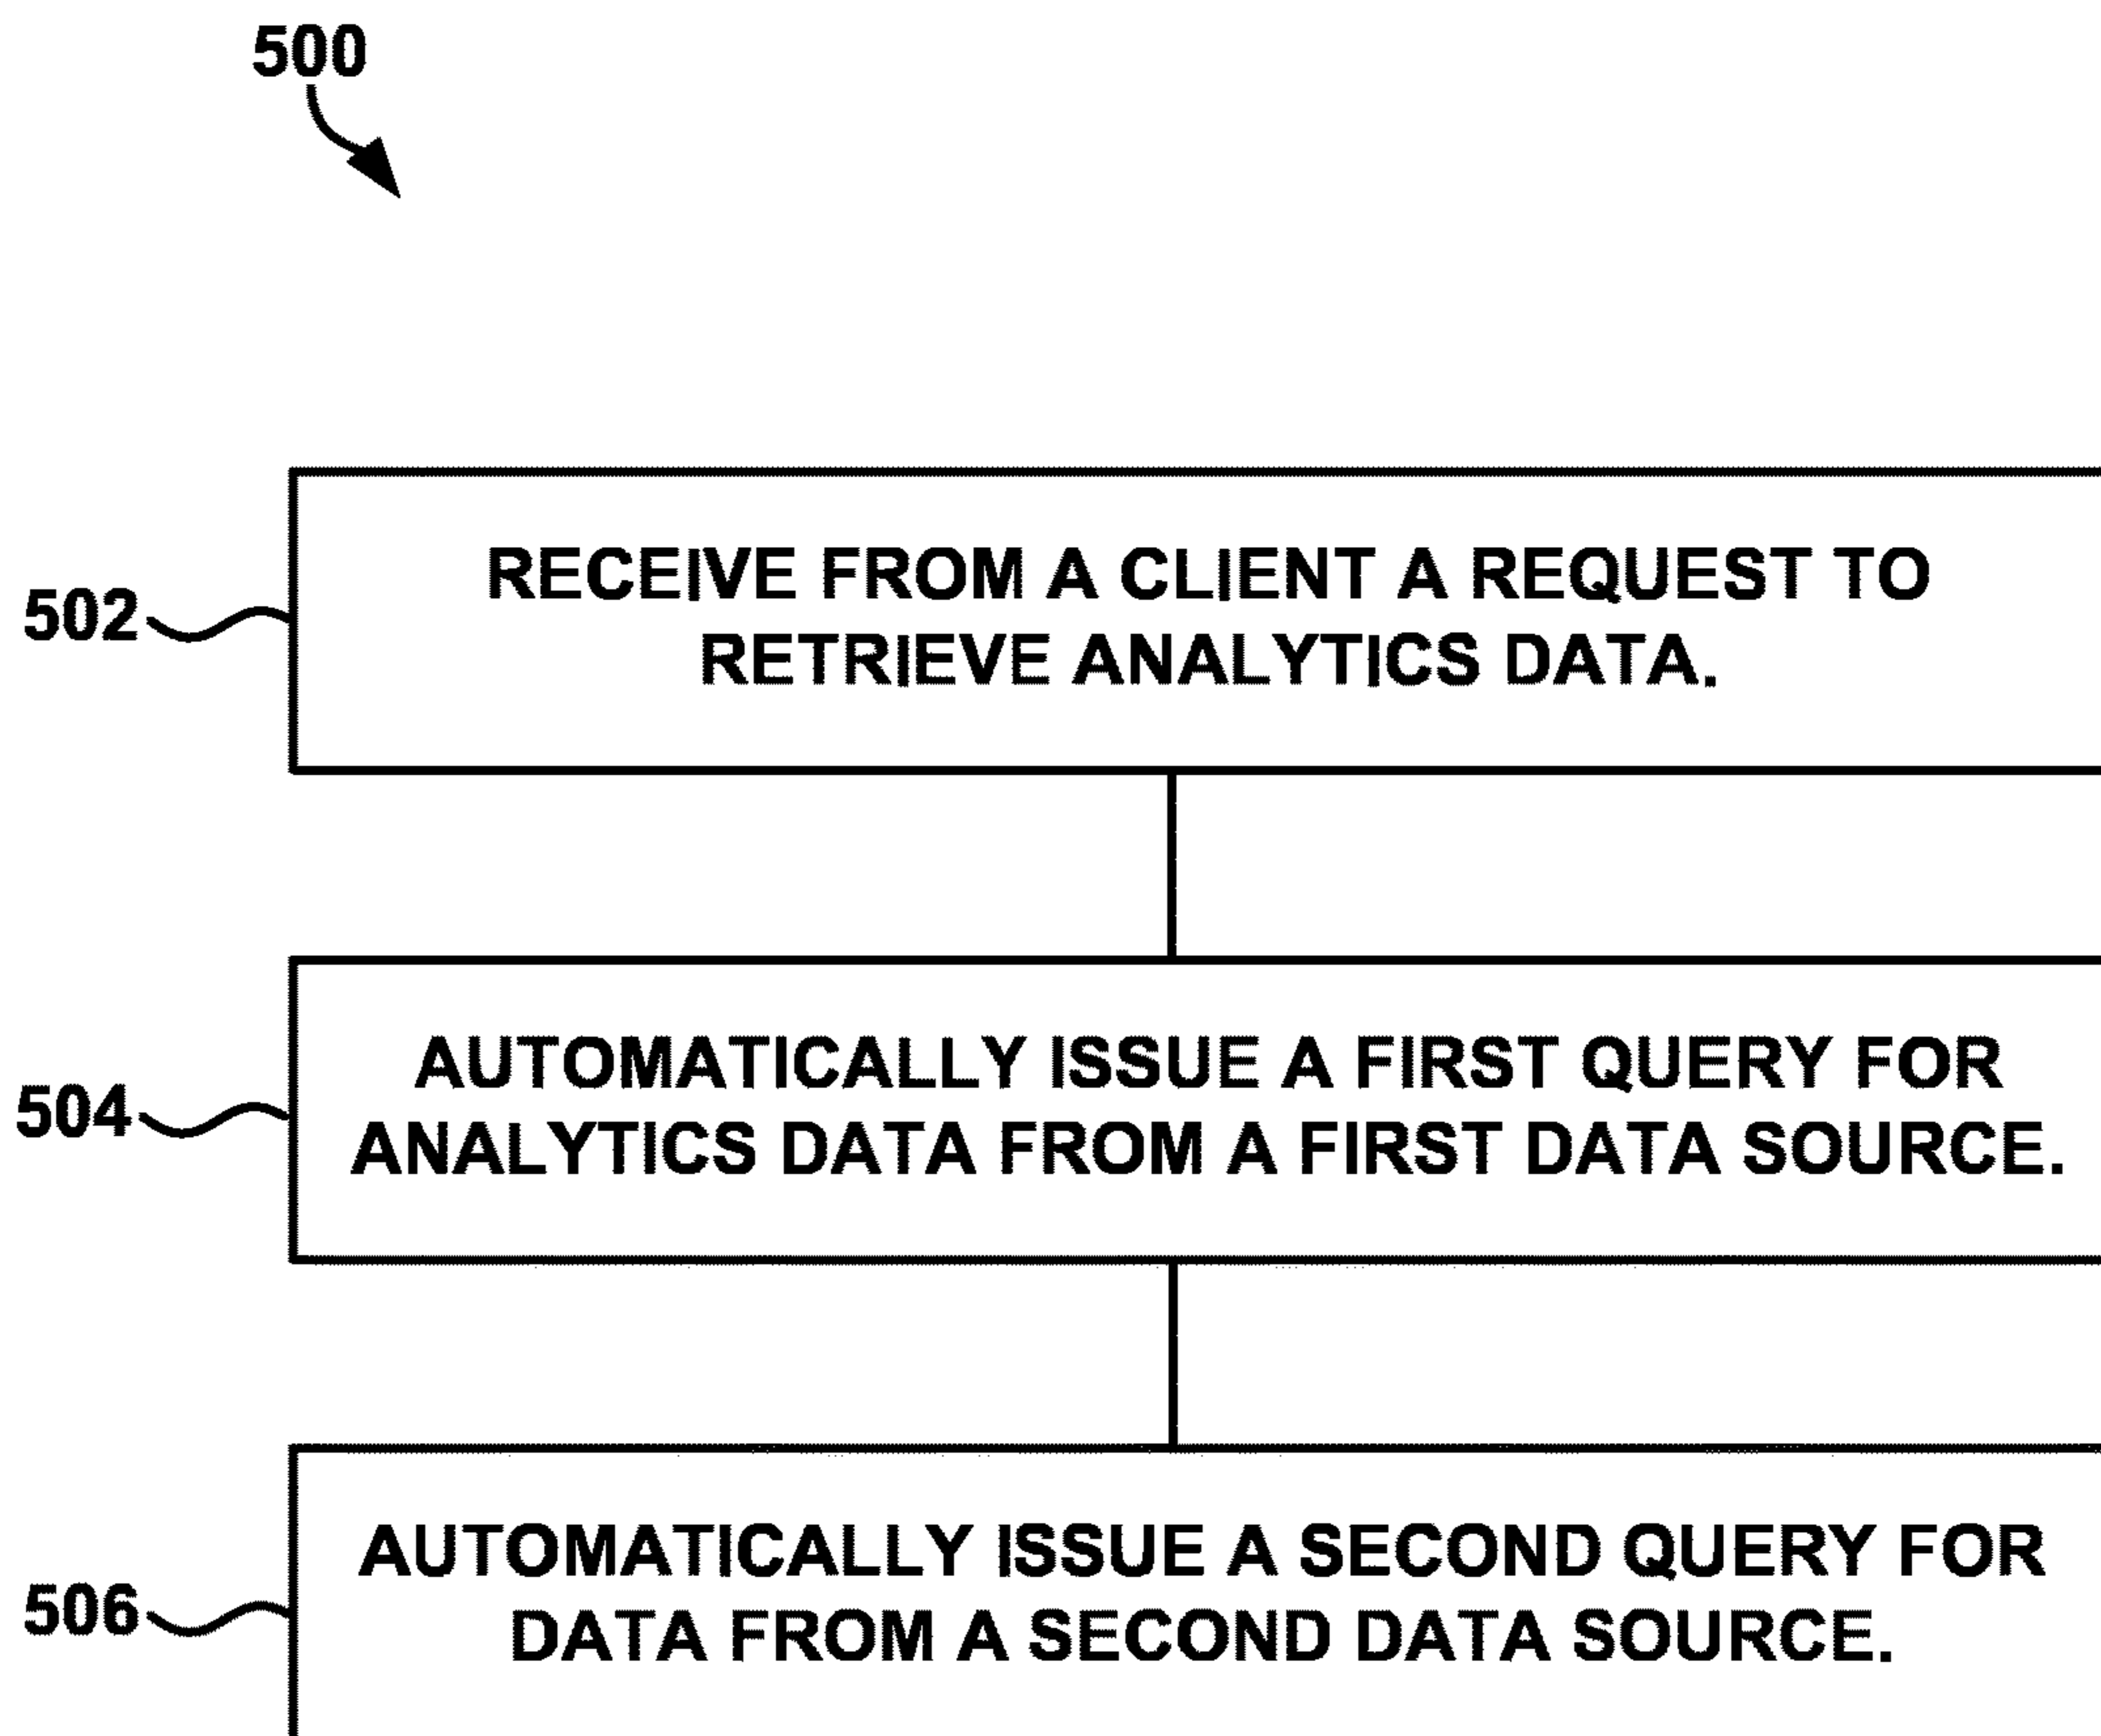 500
502
RECEIVE FROM A CLIENT A REQUEST TO
RETRIEVE ANALYTICS DATA.
504
AUTOMATICALLY ISSUE A FIRST QUERY FOR
ANALYTICS DATA FROM A FIRST DATA SOURCE.
506
AUTOMATICALLY ISSUE A SECOND QUERY FOR
DATA FROM A SECOND DATA SOURCE.